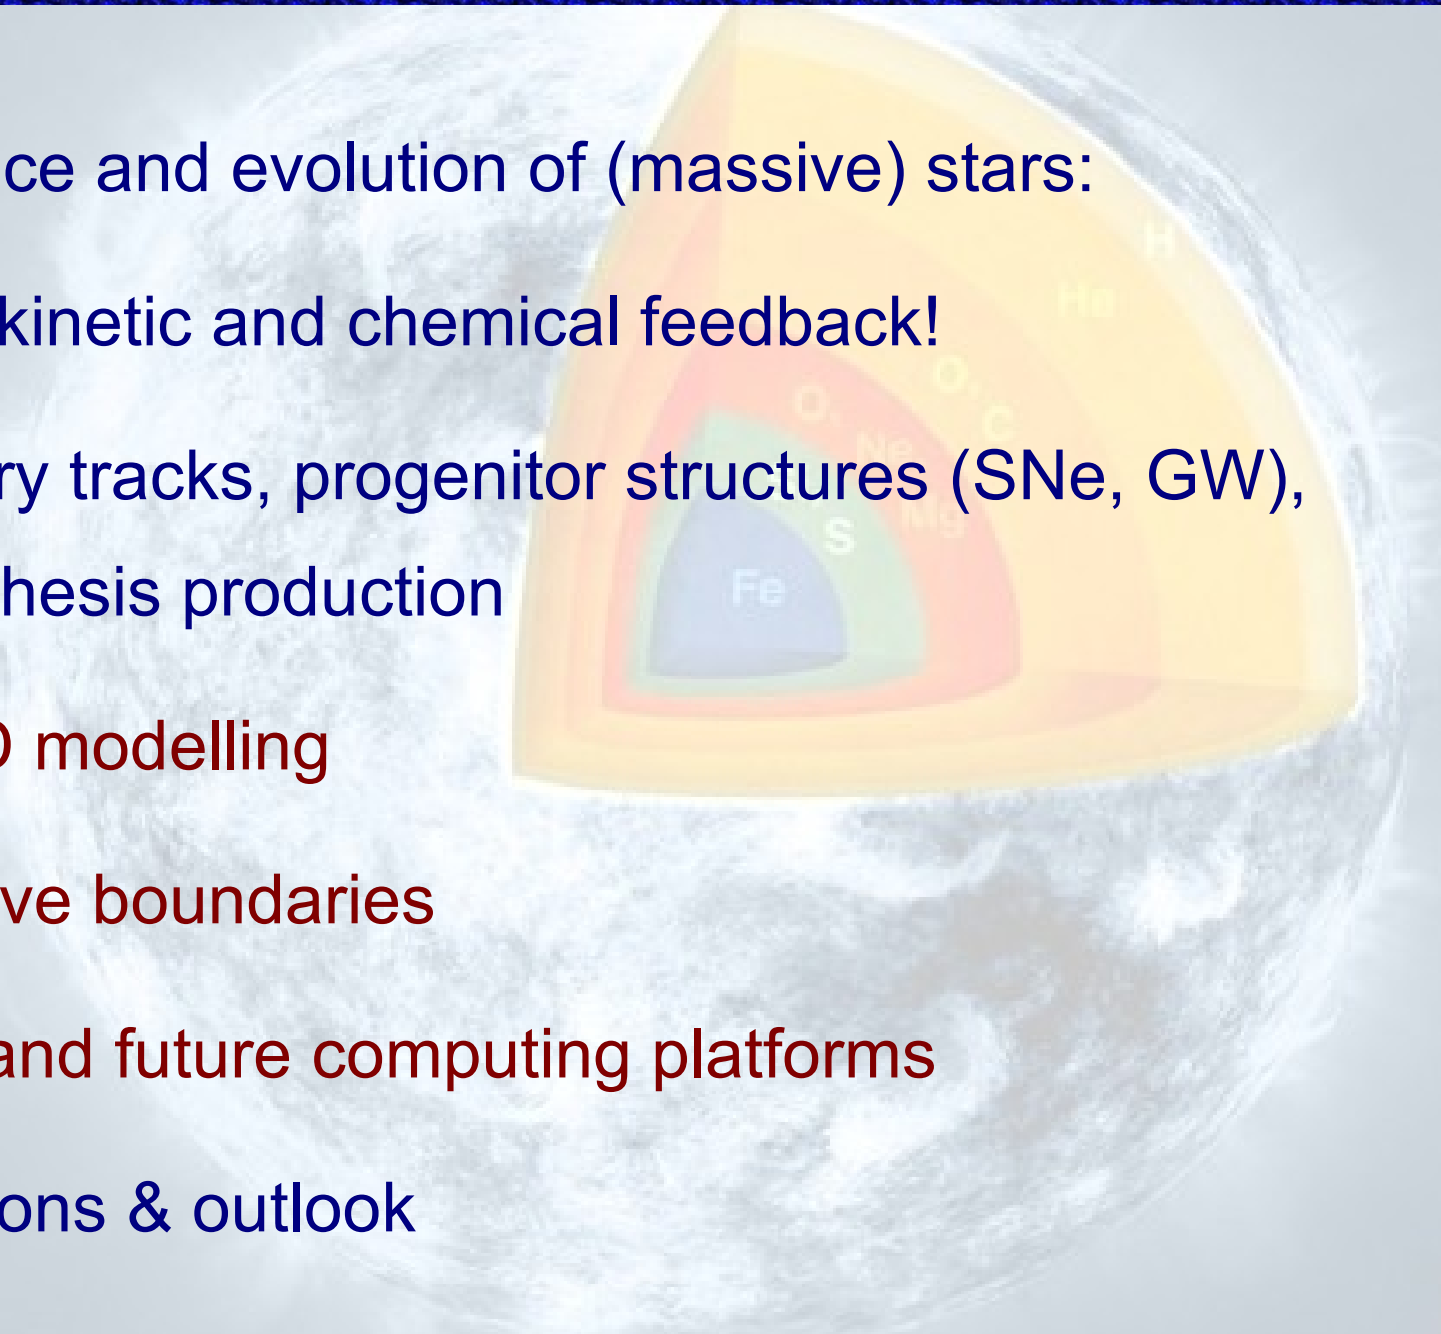 ce and evolution of (massive) stars:
kinetic and chemical feedback!
ry tracks, progenitor structures (SNe, GW),
hesis production
modelling
ve boundaries
and future computing platforms
ons & outlook
H
He
O C
O Ne Mg
S
Fe